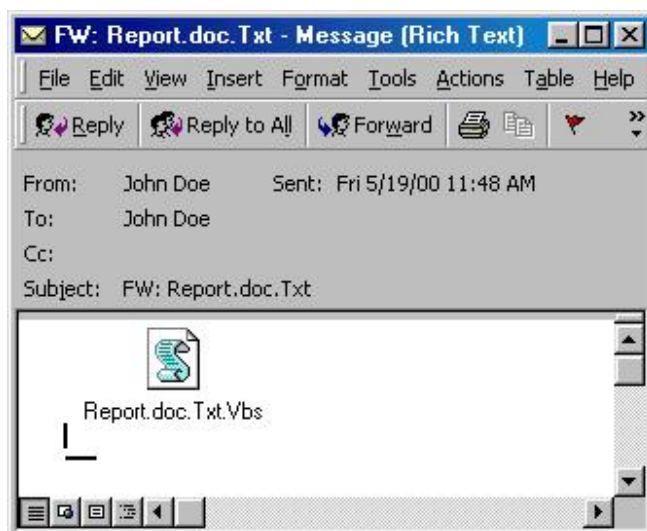 FW: Report.doc.Txt - Message (Rich Text)
File Edit View Insert Format Tools Actions Table Help
Reply Reply to All Forward
From: John Doe Sent: Fri 5/19/00 11:48 AM
To: John Doe
Cc:
Subject: FW: Report.doc.Txt
Report.doc.Txt.Vbs